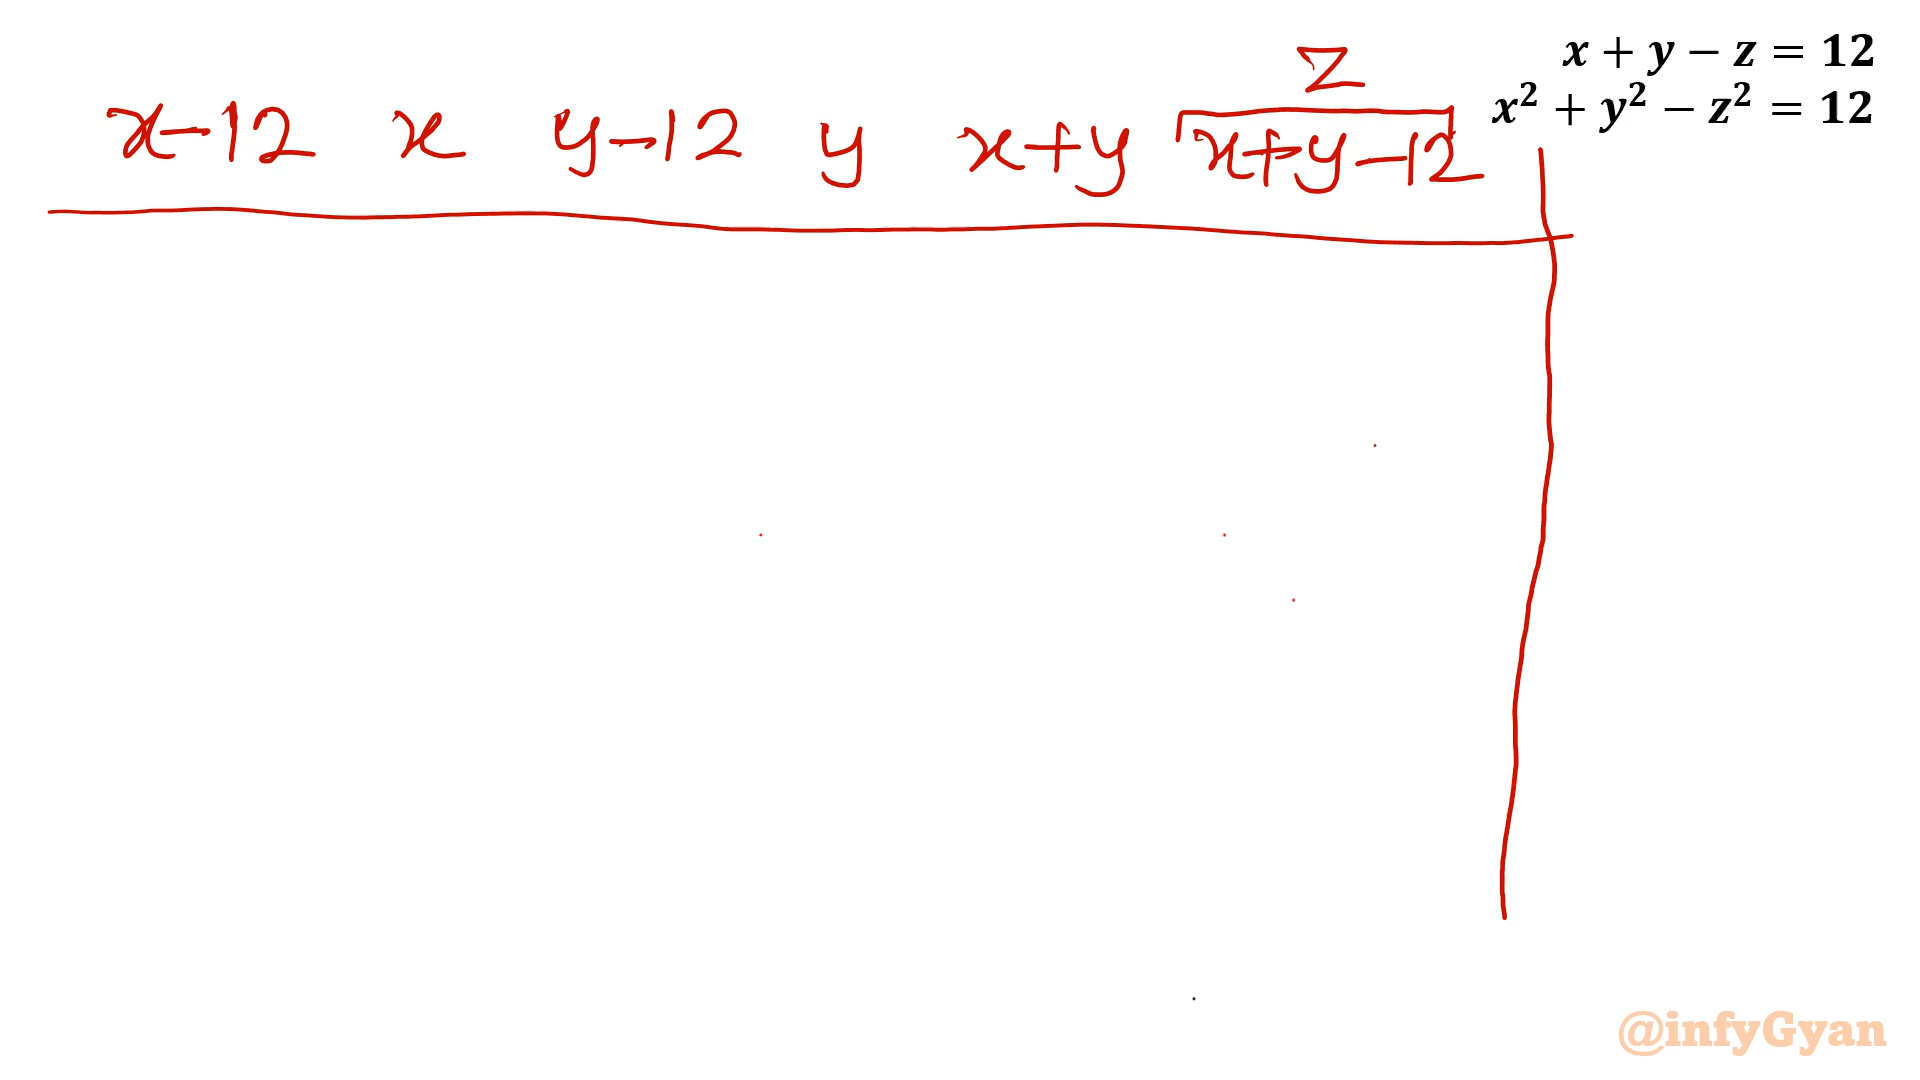 x + y − z = 12
x² + y² − z² = 12
z
x−12 x y−12 y x+y x+y−12
@infyGyan